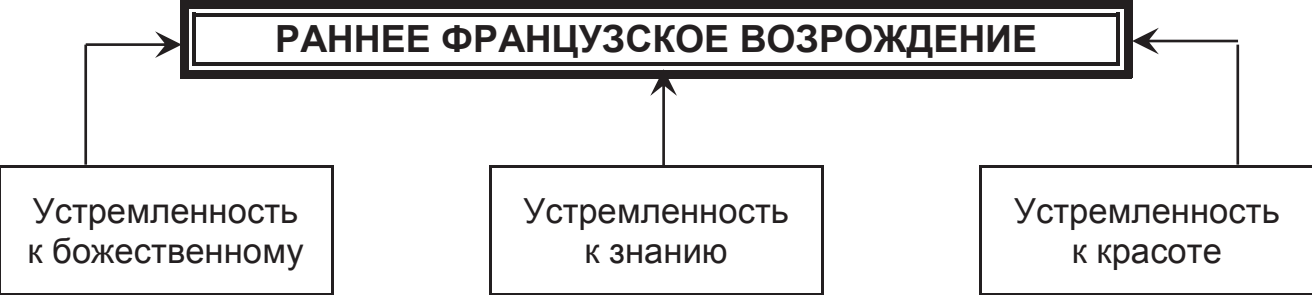 РАННЕЕ ФРАНЦУЗСКОЕ ВОЗРОЖДЕНИЕ
Устремленность
к божественному
Устремленность
к знанию
Устремленность
к красоте